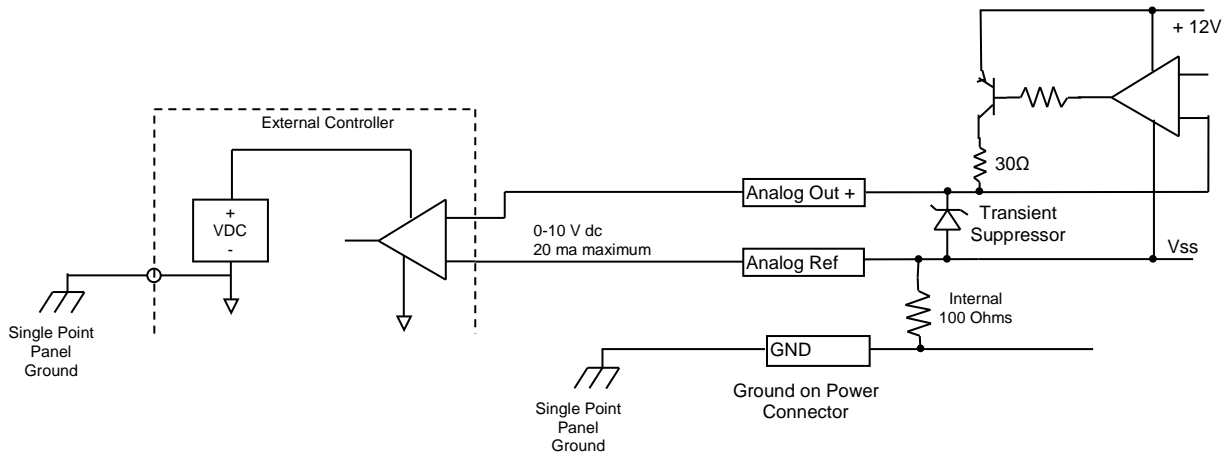 + 12V
External Controller
30Ω
Analog Out +
+
VDC
-
0-10 V dc
20 ma maximum
Transient
Suppressor
Analog Ref
Vss
Internal
100 Ohms
Single Point
Panel
Ground
GND
Ground on Power
Connector
Single Point
Panel
Ground